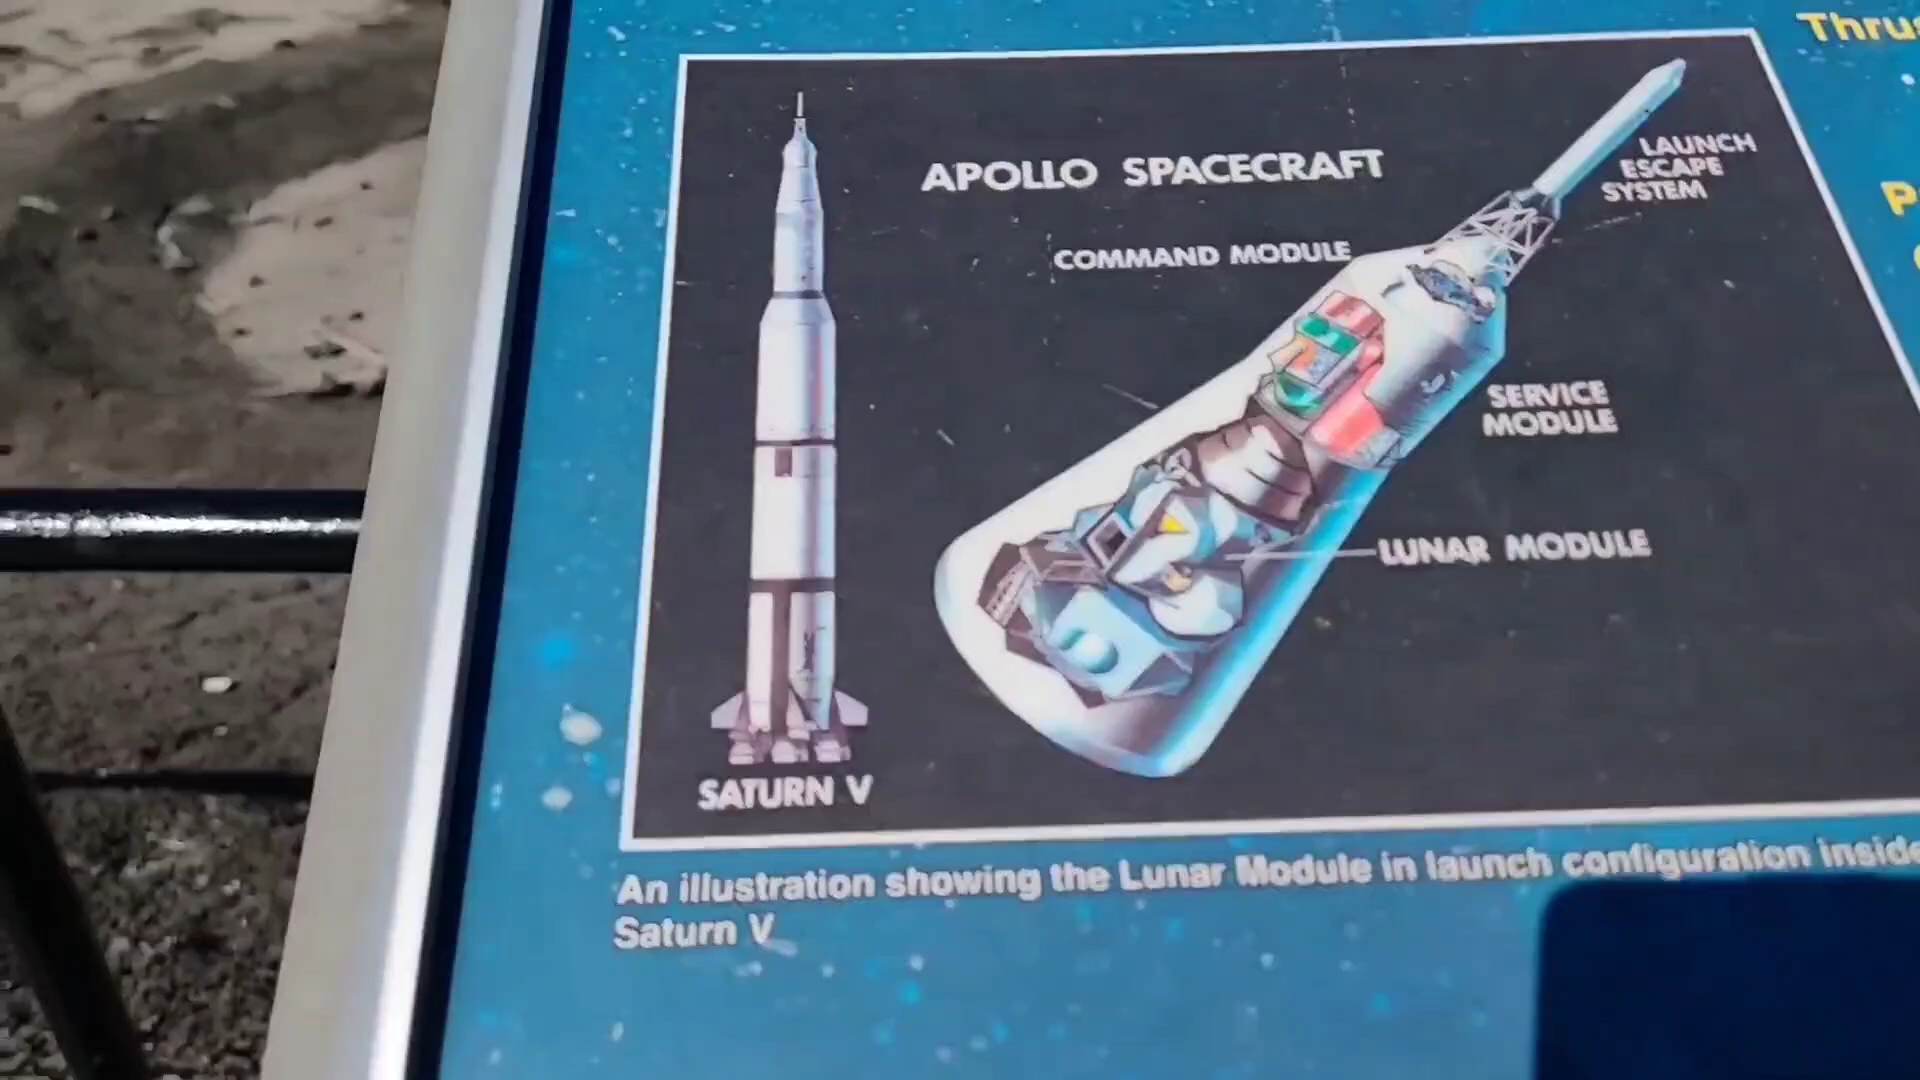 APOLLO SPACECRAFT
LAUNCH
ESCAPE
SYSTEM
COMMAND MODULE
SERVICE
MODULE
LUNAR MODULE
SATURN V
An illustration showing the Lunar Module in launch configuration inside
Saturn V